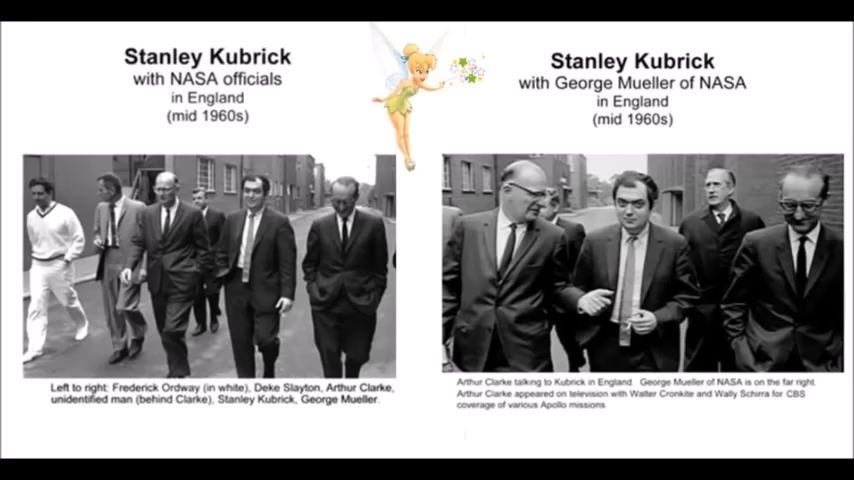 Stanley Kubrick
with NASA officials
in England
(mid 1960s)
Left to right: Frederick Ordway (in white), Deke Slayton, Arthur Clarke,
unidentified man (behind Clarke), Stanley Kubrick, George Mueller.
Stanley Kubrick
with George Mueller of NASA
in England
(mid 1960s)
Arthur Clarke talking to Kubrick in England. George Mueller of NASA is on the far right.
Arthur Clarke appeared on television with Walter Cronkite and Wally Schirra for CBS
coverage of various Apollo missions.